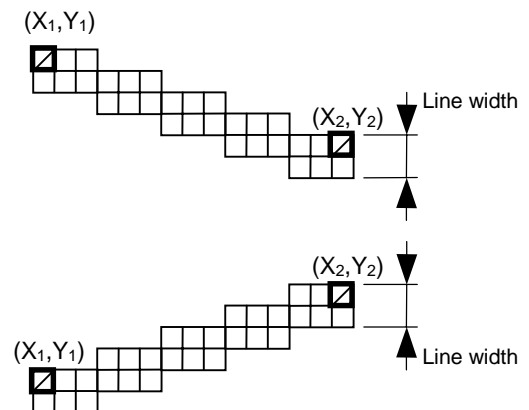 (X₁,Y₁)
Line width
(X₂,Y₂)
(X₂,Y₂)
(X₁,Y₁)
Line width